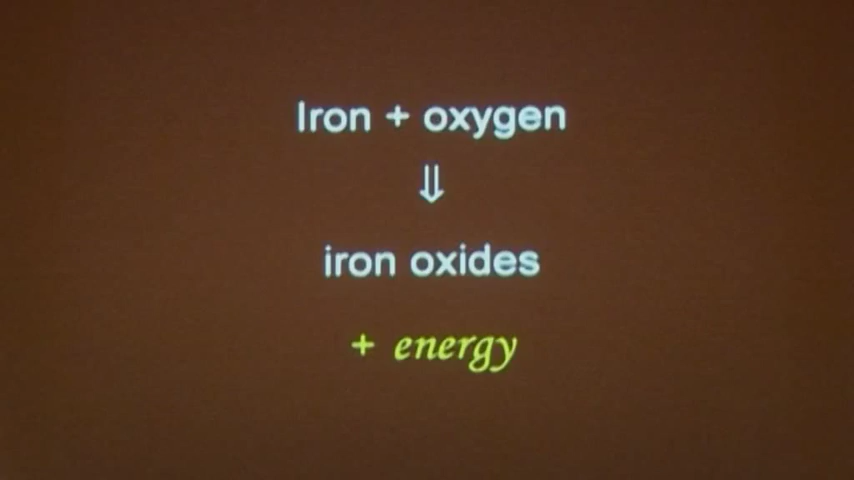 Iron + oxygen
⇓
iron oxides
+ energy